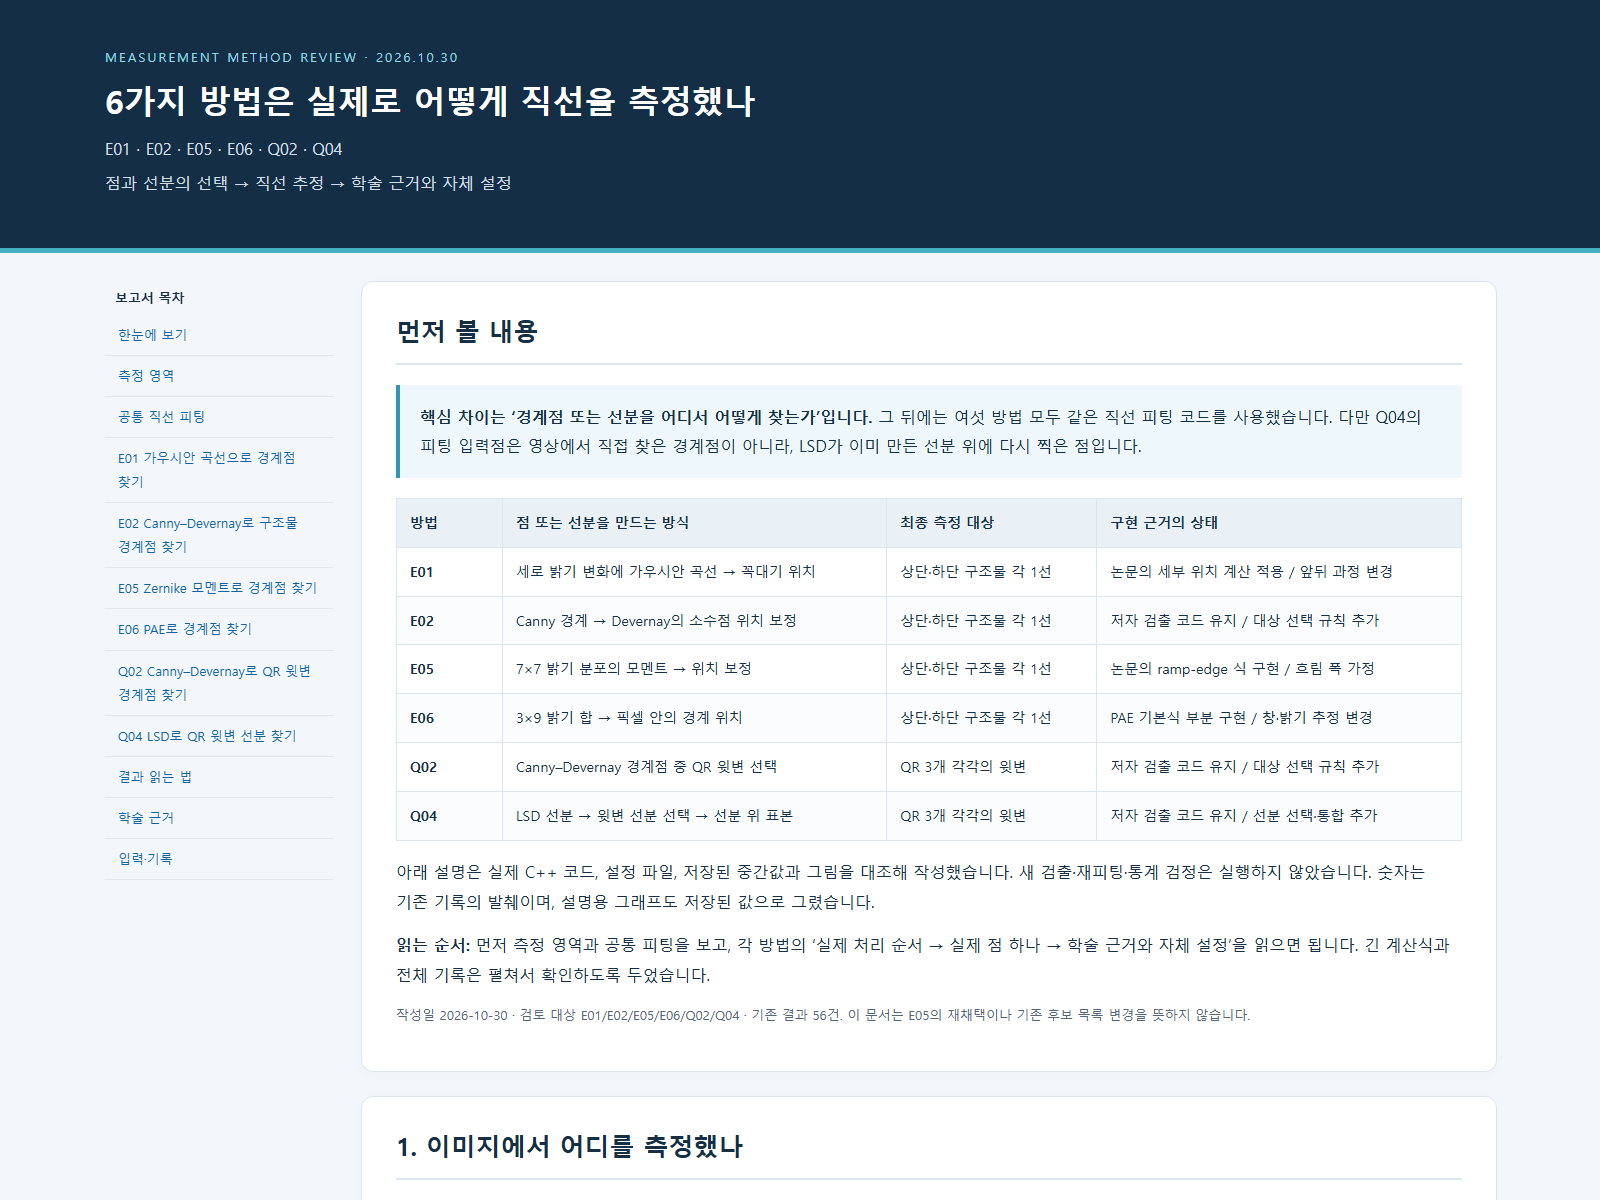 MEASUREMENT METHOD REVIEW · 2026.10.30
6가지 방법은 실제로 어떻게 직선을 측정했나
E01 · E02 · E05 · E06 · Q02 · Q04
점과 선분의 선택 → 직선 추정 → 학술 근거와 자체 설정
보고서 목차
한눈에 보기
측정 영역
공통 직선 피팅
E01 가우시안 곡선으로 경계점
찾기
E02 Canny–Devernay로 구조물
경계점 찾기
E05 Zernike 모멘트로 경계점 찾기
E06 PAE로 경계점 찾기
Q02 Canny–Devernay로 QR 윗변
경계점 찾기
Q04 LSD로 QR 윗변 선분 찾기
결과 읽는 법
학술 근거
입력·기록
먼저 볼 내용
핵심 차이는 ‘경계점 또는 선분을 어디서 어떻게 찾는가’입니다. 그 뒤에는 여섯 방법 모두 같은 직선 피팅 코드를 사용했습니다. 다만 Q04의
피팅 입력점은 영상에서 직접 찾은 경계점이 아니라, LSD가 이미 만든 선분 위에 다시 찍은 점입니다.
방법 점 또는 선분을 만드는 방식 최종 측정 대상 구현 근거의 상태
E01 세로 밝기 변화에 가우시안 곡선 → 꼭대기 위치 상단·하단 구조물 각 1선 논문의 세부 위치 계산 적용 / 앞뒤 과정 변경
E02 Canny 경계 → Devernay의 소수점 위치 보정 상단·하단 구조물 각 1선 저자 검출 코드 유지 / 대상 선택 규칙 추가
E05 7×7 밝기 분포의 모멘트 → 위치 보정 상단·하단 구조물 각 1선 논문의 ramp-edge 식 구현 / 흐림 폭 가정
E06 3×9 밝기 합 → 픽셀 안의 경계 위치 상단·하단 구조물 각 1선 PAE 기본식 부분 구현 / 창·밝기 추정 변경
Q02 Canny–Devernay 경계점 중 QR 윗변 선택 QR 3개 각각의 윗변 저자 검출 코드 유지 / 대상 선택 규칙 추가
Q04 LSD 선분 → 윗변 선분 선택 → 선분 위 표본 QR 3개 각각의 윗변 저자 검출 코드 유지 / 선분 선택·통합 추가
아래 설명은 실제 C++ 코드, 설정 파일, 저장된 중간값과 그림을 대조해 작성했습니다. 새 검출·재피팅·통계 검정은 실행하지 않았습니다. 숫자는
기존 기록의 발췌이며, 설명용 그래프도 저장된 값으로 그렸습니다.
읽는 순서: 먼저 측정 영역과 공통 피팅을 보고, 각 방법의 ‘실제 처리 순서 → 실제 점 하나 → 학술 근거와 자체 설정’을 읽으면 됩니다. 긴 계산식과
전체 기록은 펼쳐서 확인하도록 두었습니다.
작성일 2026-10-30 · 검토 대상 E01/E02/E05/E06/Q02/Q04 · 기존 결과 56건. 이 문서는 E05의 재채택이나 기존 후보 목록 변경을 뜻하지 않습니다.
1. 이미지에서 어디를 측정했나